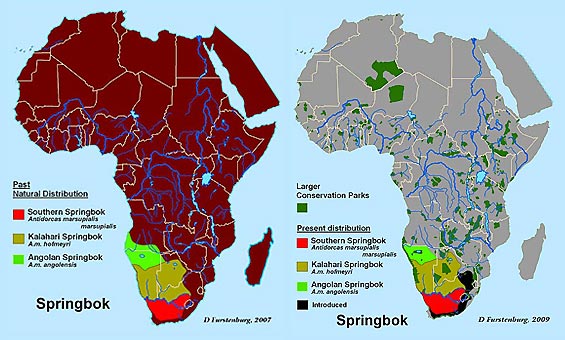 Past
Natural Distribution
Southern Springbok
Antidorcas marsupialis
marsupialis
Kalahari Springbok
A.m. hofmeyri
Angolan Springbok
A.m. angolensis
Springbok
D Furstenburg, 2007
Larger
Conservation Parks
Present distribution
Southern Springbok
Antidorcas marsupialis
marsupialis
Kalahari Springbok
A.m. hofmeyri
Angolan Springbok
A.m. angolensis
Introduced
Springbok
D Furstenburg, 2009